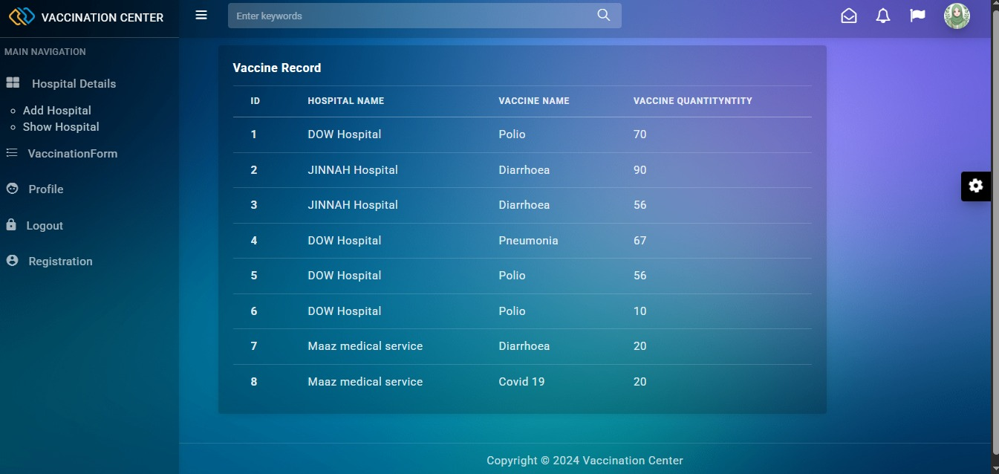 VACCINATION CENTER
Enter keywords
MAIN NAVIGATION
Hospital Details
Add Hospital
Show Hospital
VaccinationForm
Profile
Logout
Registration
Vaccine Record
ID HOSPITAL NAME VACCINE NAME VACCINE QUANTITYNTITY
1 DOW Hospital Polio 70
2 JINNAH Hospital Diarrhoea 90
3 JINNAH Hospital Diarrhoea 56
4 DOW Hospital Pneumonia 67
5 DOW Hospital Polio 56
6 DOW Hospital Polio 10
7 Maaz medical service Diarrhoea 20
8 Maaz medical service Covid 19 20
Copyright © 2024 Vaccination Center